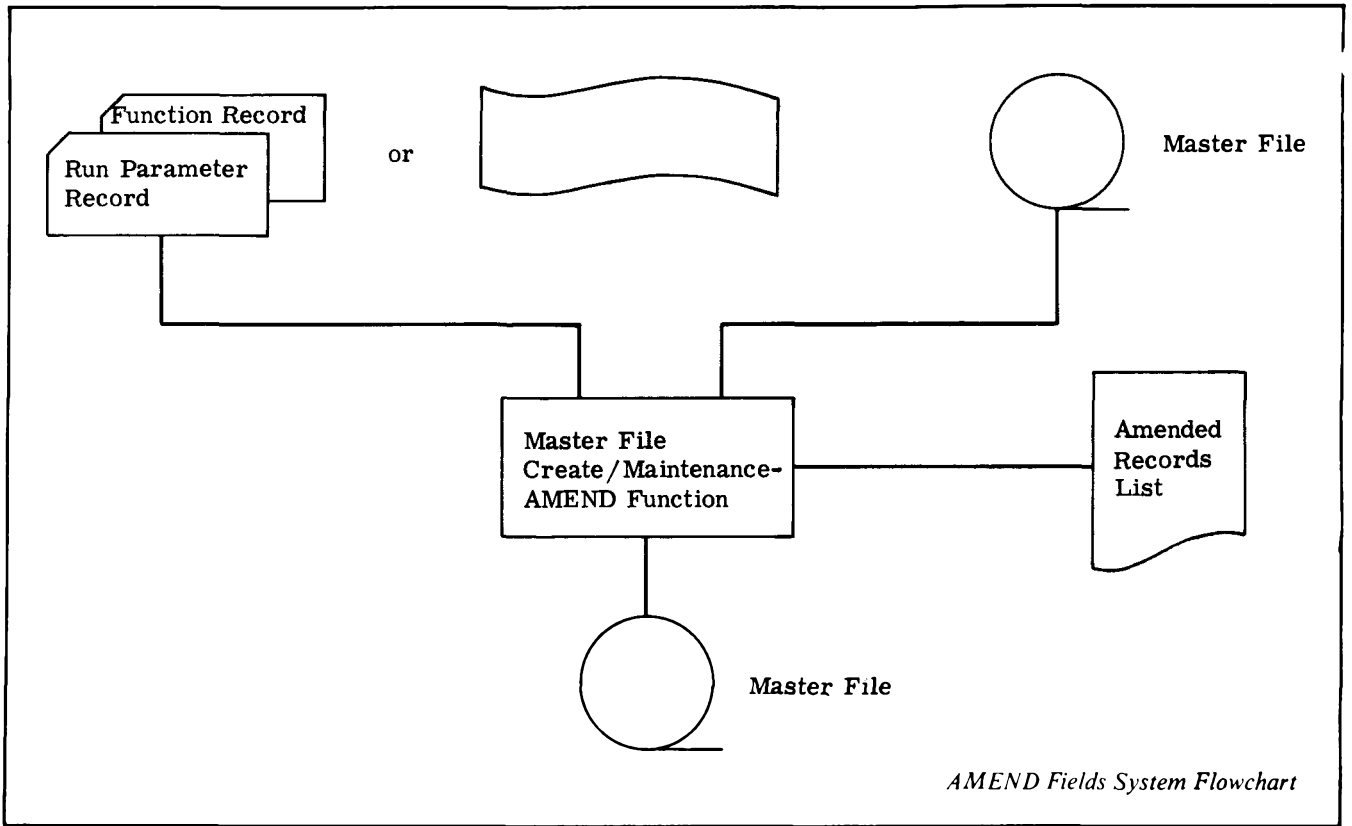 Function Record
Run Parameter
Record
or
Master File
Master File
Create/Maintenance-
AMEND Function
Amended
Records
List
Master File
AMEND Fields System Flowchart